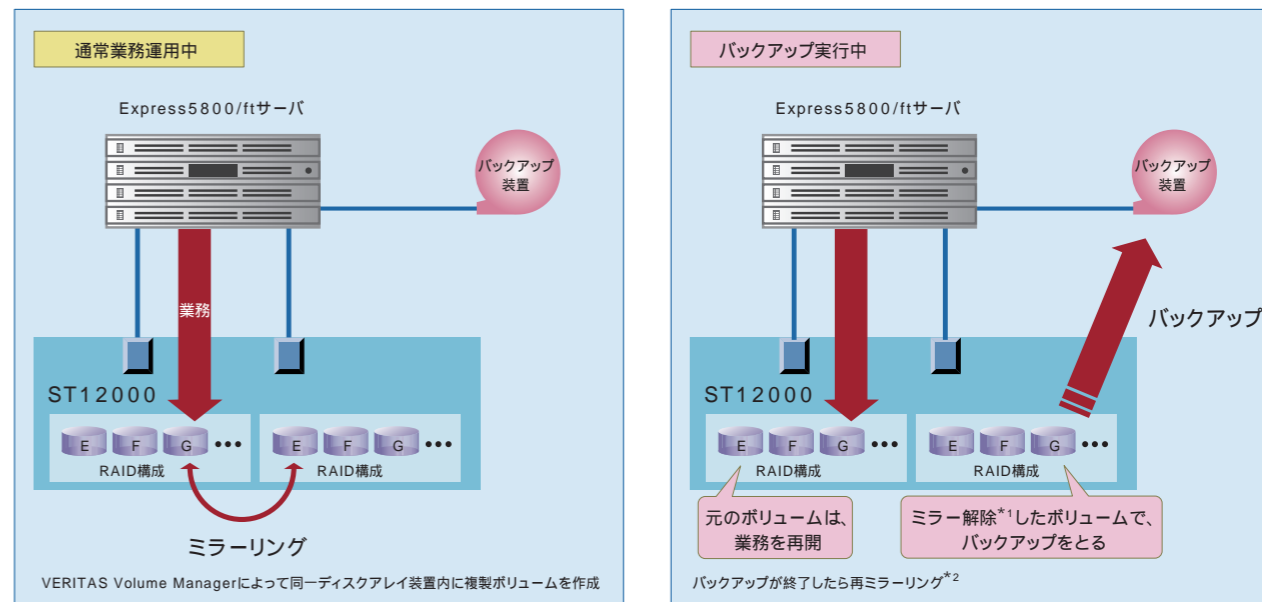 通常業務運用中
Express5800/ftサーバ
バックアップ
装置
業務
ST12000
E F G •••
RAID構成
E F G •••
RAID構成
ミラーリング
VERITAS Volume Managerによって同一ディスクアレイ装置内に複製ボリュームを作成
バックアップ実行中
Express5800/ftサーバ
バックアップ
装置
バックアップ
ST12000
E F G •••
RAID構成
E F G •••
RAID構成
元のボリュームは、
業務を再開
ミラー解除*1したボリュームで、
バックアップをとる
バックアップが終了したら再ミラーリング*2